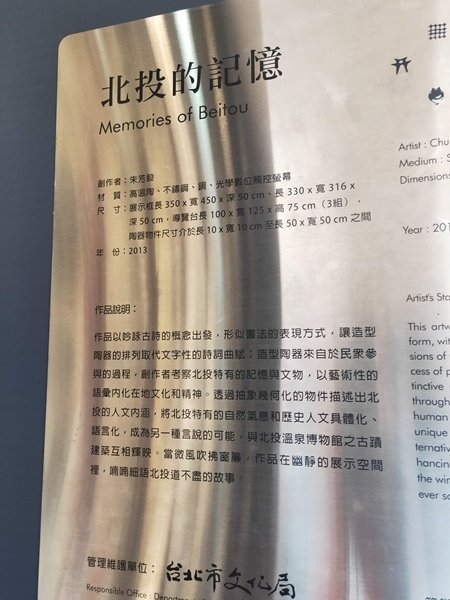 北投的記憶
Memories of Beitou
創作者：朱芳毅
材　質：高溫陶、不鏽鋼、鋼、光學數位觸控螢幕
尺　寸：展示框長 350 x 寬 450 x 深 50 cm、長 330 x 寬 316 x
深 50 cm，導覽台長 100 x 寬 125 x 高 75 cm（3組），
陶器物件尺寸介於長 10 x 寬 10 cm 至長 50 x 寬 50 cm 之間
年　份：2013
作品說明：
作品以吟詠古詩的概念出發，形似書法的表現方式，讓造型
陶器的排列取代文字性的詩詞曲賦；造型陶器來自於民眾參
與的過程，創作者考察北投特有的記憶與文物，以藝術性的
語彙內化在地文化和精神。透過抽象幾何化的物件描述出北
投的人文內涵，將北投特有的自然氣息和歷史人文具體化、
語言化，成為另一種言說的可能，與北投溫泉博物館之古蹟
建築互相輝映。當微風吹拂窗簾，作品在幽靜的展示空間
裡，喃喃細語北投道不盡的故事。
管理維護單位：台北市文化局
Responsible Office : Departme
Artist : Chu
Medium : S
Dimensions
Year : 201
Artist's Sta
This artw
form, wit
sions of
cess of p
tinctive
through
human
unique
ternativ
hancing
the win
ever so